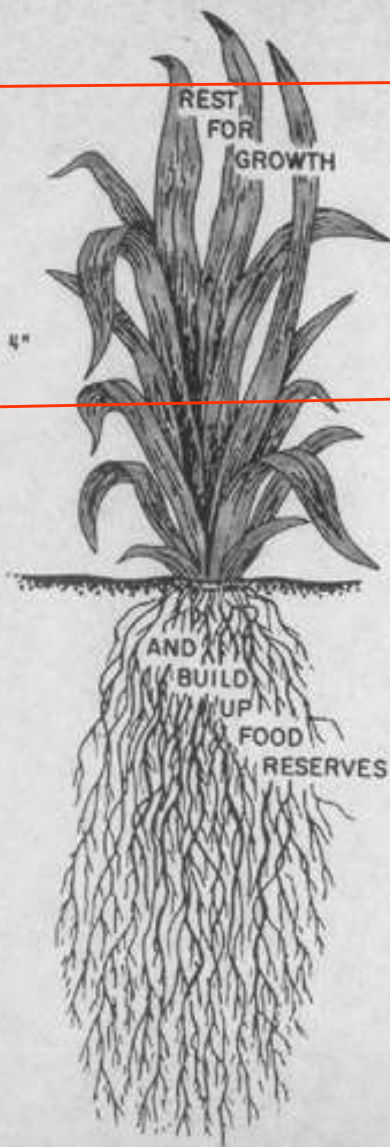 REST
FOR
GROWTH
4"
AND
BUILD
UP
FOOD
RESERVES